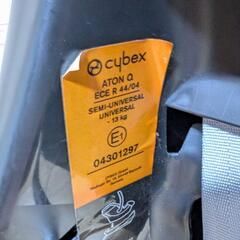 cybex
ATON Q
ECE R 44/04
SEMI-UNIVERSAL
UNIVERSAL
- 13 kg
E1
04301297